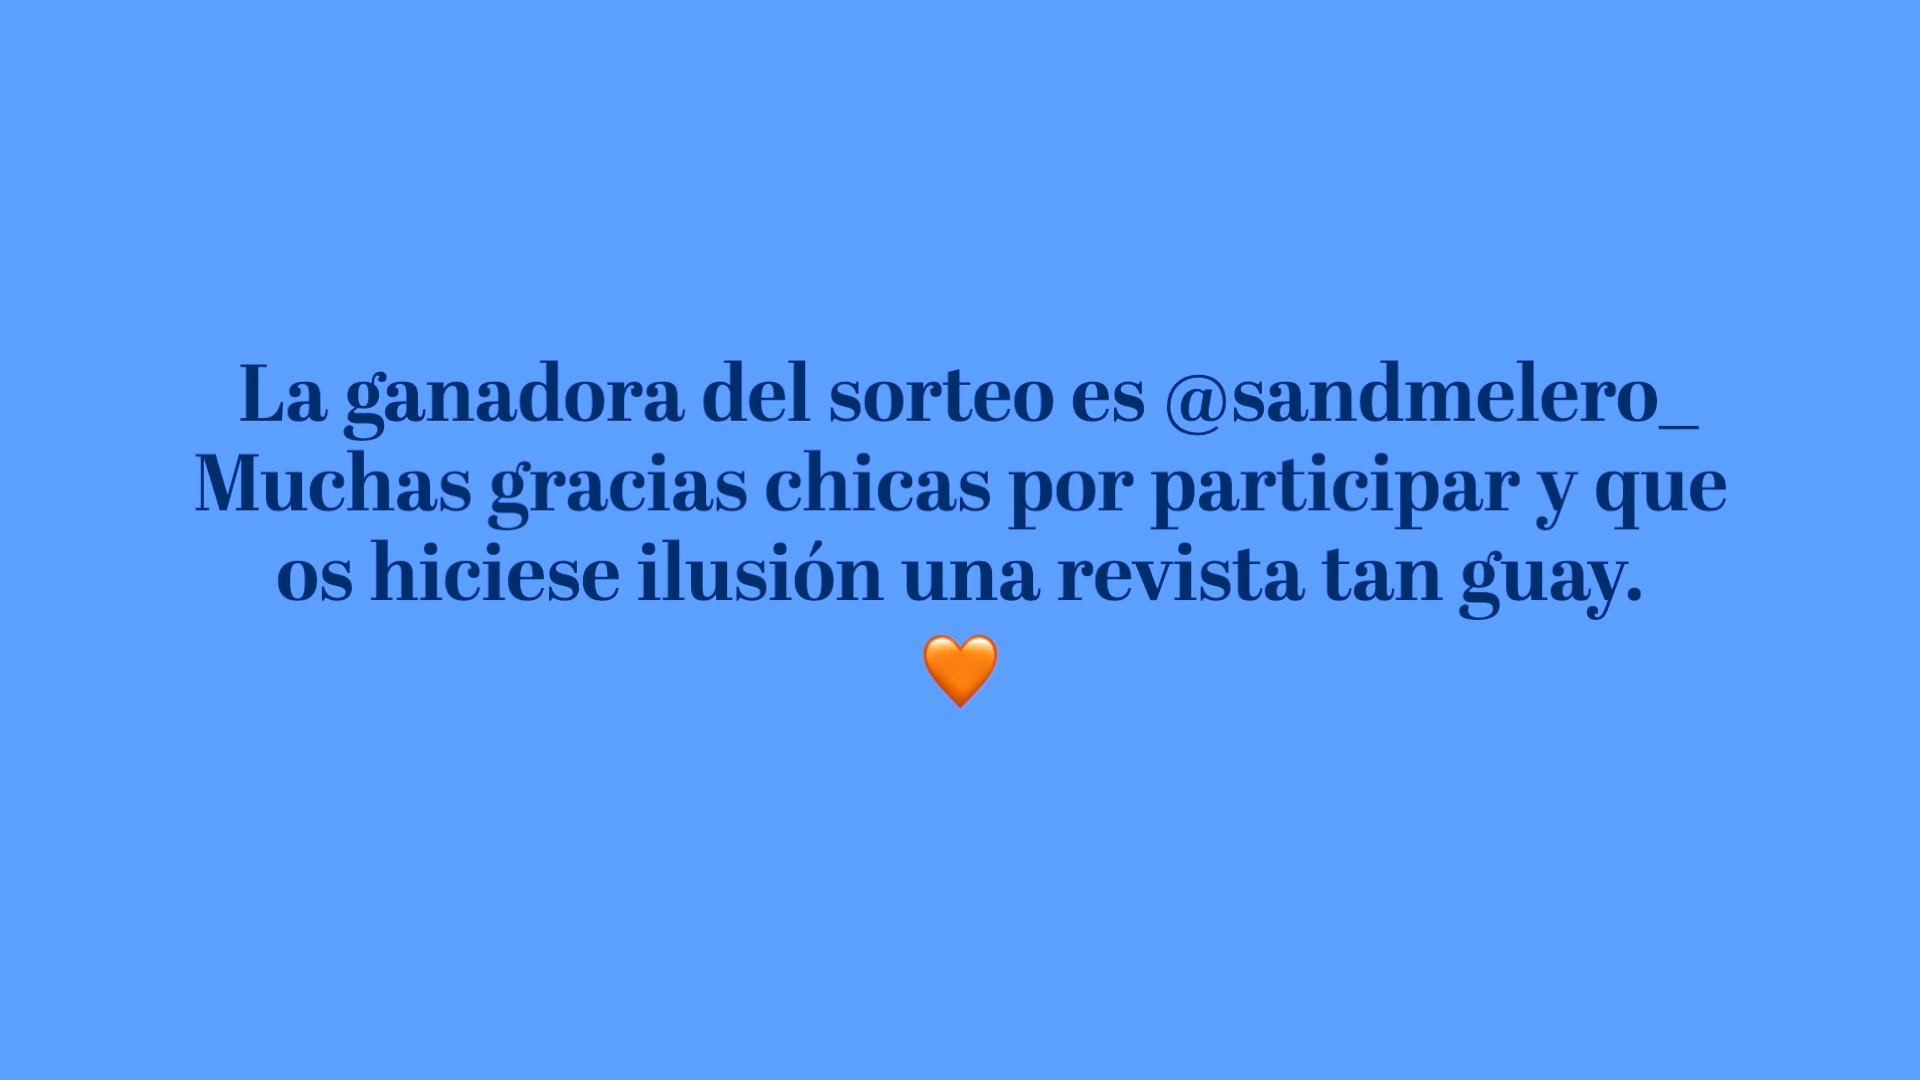 La ganadora del sorteo es @sandmelero_
Muchas gracias chicas por participar y que
os hiciese ilusión una revista tan guay.
🧡